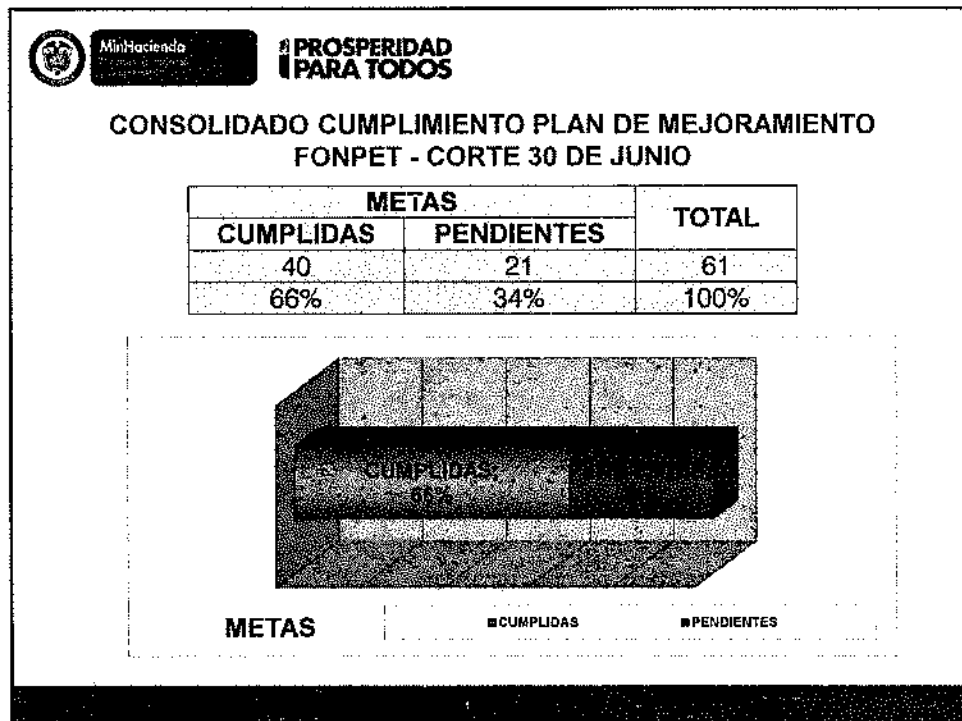 MinHacienda
PROSPERIDAD
PARA TODOS
CONSOLIDADO CUMPLIMIENTO PLAN DE MEJORAMIENTO
FONPET - CORTE 30 DE JUNIO
METAS TOTAL
CUMPLIDAS PENDIENTES
40 21 61
66% 34% 100%
CUMPLIDAS;
66%
METAS
CUMPLIDAS PENDIENTES